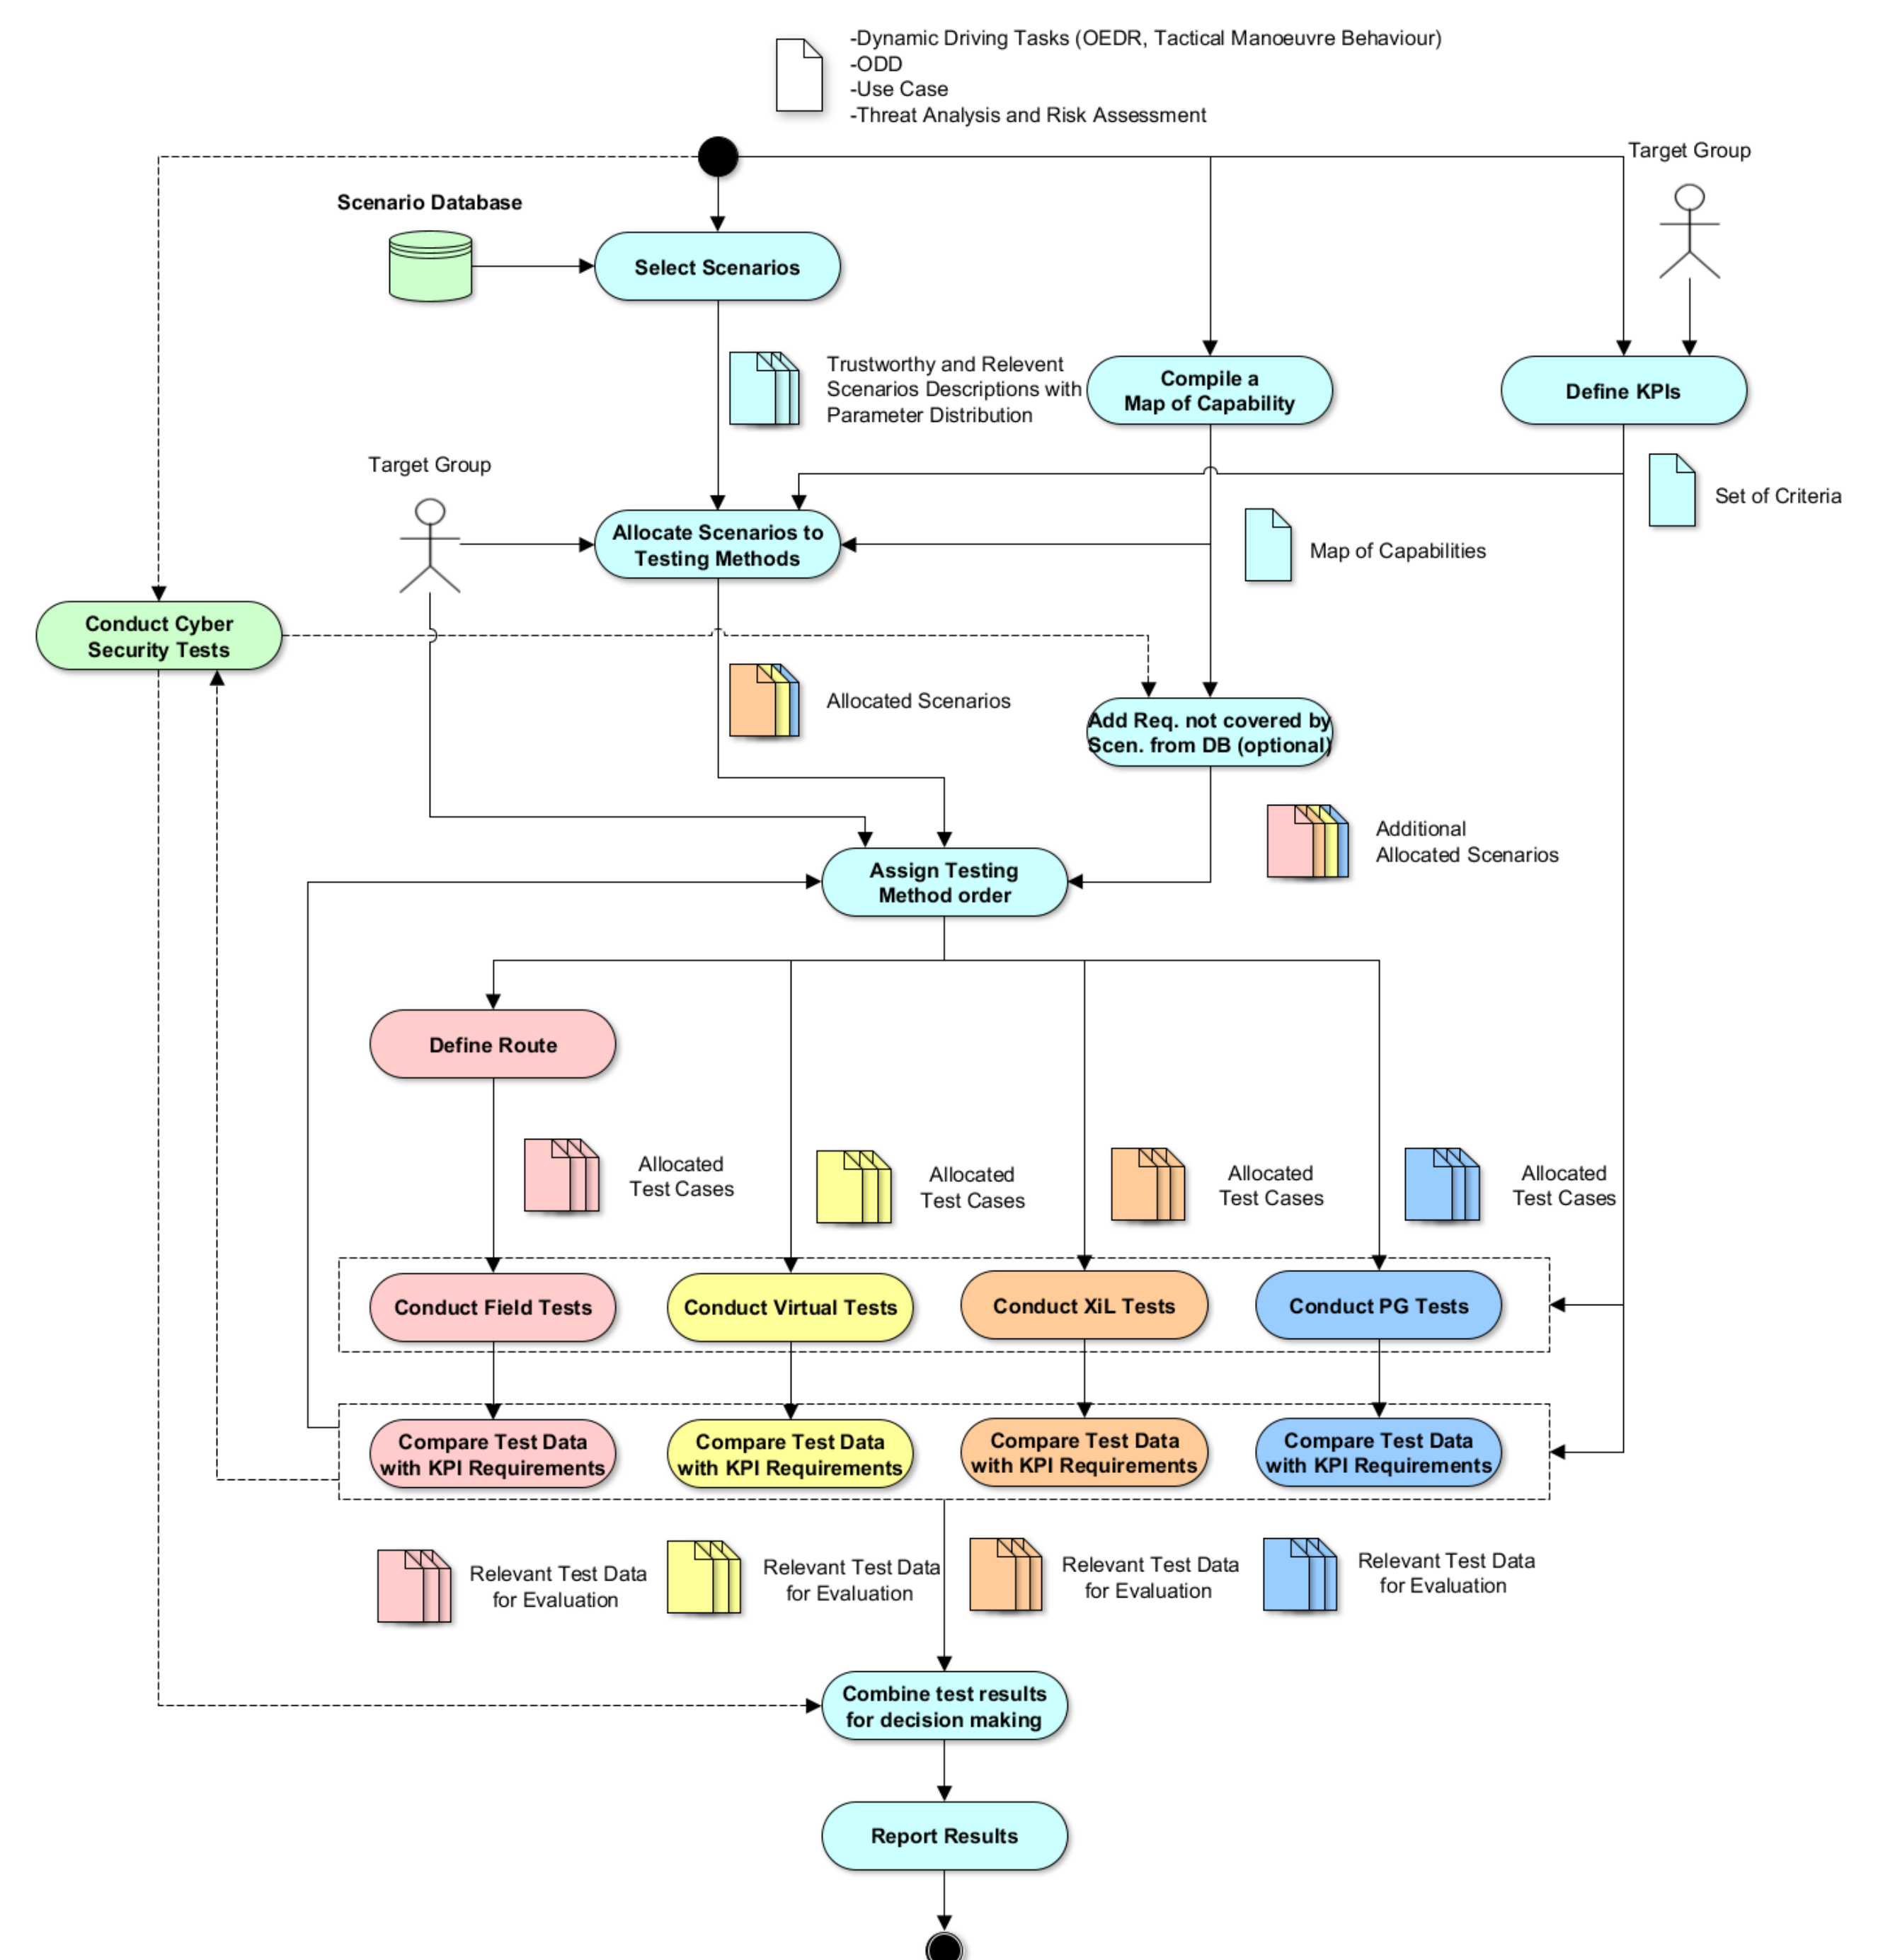 -Dynamic Driving Tasks (OEDR, Tactical Manoeuvre Behaviour)
-ODD
-Use Case
-Threat Analysis and Risk Assessment
Target Group
Scenario Database
Select Scenarios
Trustworthy and Relevent
Scenarios Descriptions with
Parameter Distribution
Compile a
Map of Capability
Define KPIs
Target Group
Set of Criteria
Allocate Scenarios to
Testing Methods
Map of Capabilities
Conduct Cyber
Security Tests
Allocated Scenarios
Add Req. not covered by
Scen. from DB (optional)
Additional
Allocated Scenarios
Assign Testing
Method order
Define Route
Allocated
Test Cases
Allocated
Test Cases
Allocated
Test Cases
Allocated
Test Cases
Conduct Field Tests
Conduct Virtual Tests
Conduct XiL Tests
Conduct PG Tests
Compare Test Data
with KPI Requirements
Compare Test Data
with KPI Requirements
Compare Test Data
with KPI Requirements
Compare Test Data
with KPI Requirements
Relevant Test Data
for Evaluation
Relevant Test Data
for Evaluation
Relevant Test Data
for Evaluation
Relevant Test Data
for Evaluation
Combine test results
for decision making
Report Results